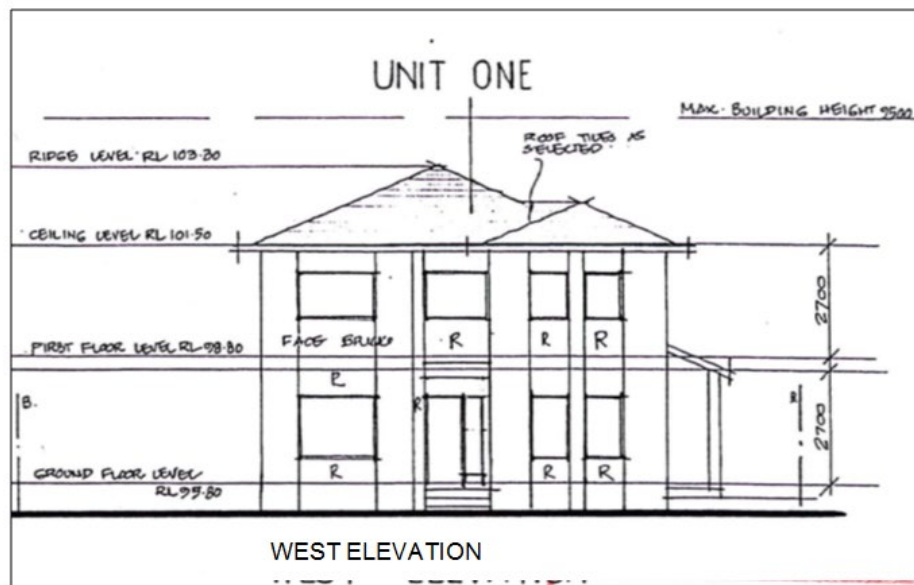 UNIT ONE
MAX. BUILDING HEIGHT 9500
ROOF TILES AS
SELECTED.
RIDGE LEVEL RL 103.30
CEILING LEVEL RL 101.50
2700
FIRST FLOOR LEVEL RL 98.80
FACE BRICK
R
R
R
R
B.
R
2700
GROUND FLOOR LEVEL
RL 95.80
R
R
R
WEST ELEVATION